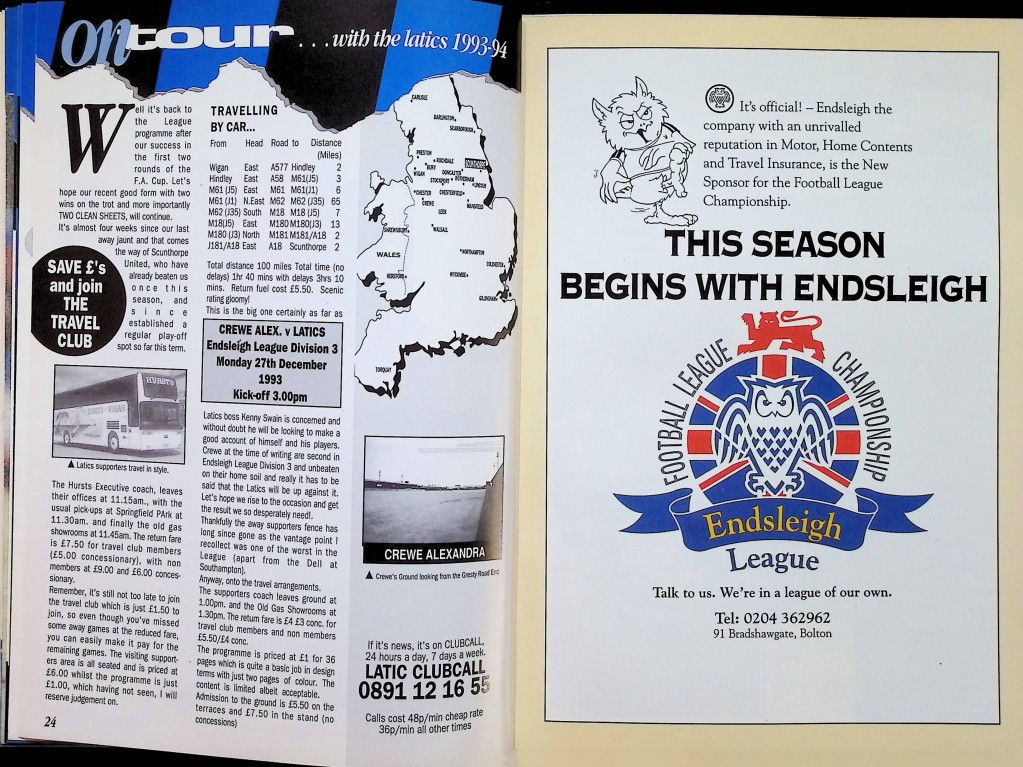 on tour ...with the latics 1993-94
Well it's back to
the League
programme after
our success in
the first two
rounds of the
F.A. Cup. Let's
hope our recent good form with two
wins on the trot and more importantly
TWO CLEAN SHEETS, will continue.
It's almost four weeks since our last
away jaunt and that comes
the way of Scunthorpe
United, who have
already beaten us
once this
season, and
since
established a
regular play-off
spot so far this term.
SAVE £'s
and join
THE
TRAVEL
CLUB
HURSTS
▲ Latics supporters travel in style.
The Hursts Executive coach, leaves
their offices at 11.15am., with the
usual pick-ups at Springfield PArk at
11.30am. and finally the old gas
showrooms at 11.45am. The return fare
is £7.50 for travel club members
(£5.00 concessionary), with non
members at £9.00 and £6.00 conces-
sionary.
Remember, it's still not too late to join
the travel club which is just £1.50 to
join, so even though you've missed
some away games at the reduced fare,
you can easily make it pay for the
remaining games. The visiting support-
ers area is all seated and is priced at
£6.00 whilst the programme is just
£1.00, which having not seen, I will
reserve judgement on.
24
TRAVELLING
BY CAR...
From Head Road to Distance
(Miles)
Wigan East A577 Hindley 2
Hindley East A58 M61(J5) 3
M61 (J5) East M61 M61(J1) 6
M61 (J1) N.East M62 M62 (J35) 65
M62 (J35) South M18 M18 (J5) 7
M18(J5) East M180 M180(J3) 13
M180 (J3) North M181 M181/A18 2
J181/A18 East A18 Scunthorpe 2
Total distance 100 miles Total time (no
delays) 1hr 40 mins with delays 3hrs 10
mins. Return fuel cost £5.50. Scenic
rating gloomy!
This is the big one certainly as far as
CREWE ALEX. v LATICS
Endsleigh League Division 3
Monday 27th December
1993
Kick-off 3.00pm
Latics boss Kenny Swain is concerned and
without doubt he will be looking to make a
good account of himself and his players.
Crewe at the time of writing are second in
Endsleigh League Division 3 and unbeaten
on their home soil and really it has to be
said that the Latics will be up against it.
Let's hope we rise to the occasion and get
the result we so desperately need!.
Thankfully the away supporters fence has
long since gone as the vantage point I
recollect was one of the worst in the
League (apart from the Dell at
Southampton).
Anyway, onto the travel arrangements.
The supporters coach leaves ground at
1.00pm. and the Old Gas Showrooms at
1.30pm. The return fare is £4 £3 conc. for
travel club members and non members
£5.50/£4 conc.
The programme is priced at £1 for 36
pages which is quite a basic job in design
terms with just two pages of colour. The
content is limited albeit acceptable.
Admission to the ground is £5.50 on the
terraces and £7.50 in the stand (no
concessions)
CARLISLE
DARLINGTON
SCARBOROUGH
PRESTON
ROCHDALE
BURY
WIGAN
DONCASTER
STOCKPORT
ROTHERHAM
LINCOLN
CHESTER
CHESTERFIELD
CREWE
MANSFIELD
LEEK
SHREWSBURY
WALSALL
WALES
NORTHAMPTON
HEREFORD
COLCHESTER
WYCOMBE
GILLINGHAM
TORQUAY
CREWE ALEXANDRA
▲ Crewe's Ground looking from the Gresty Road End
If it's news, it's on CLUBCALL,
24 hours a day, 7 days a week.
LATIC CLUBCALL
0891 12 16 55
Calls cost 48p/min cheap rate
36p/min all other times
It's official! – Endsleigh the
company with an unrivalled
reputation in Motor, Home Contents
and Travel Insurance, is the New
Sponsor for the Football League
Championship.
THIS SEASON
BEGINS WITH ENDSLEIGH
FOOTBALL LEAGUE CHAMPIONSHIP
Endsleigh
League
Talk to us. We're in a league of our own.
Tel: 0204 362962
91 Bradshawgate, Bolton